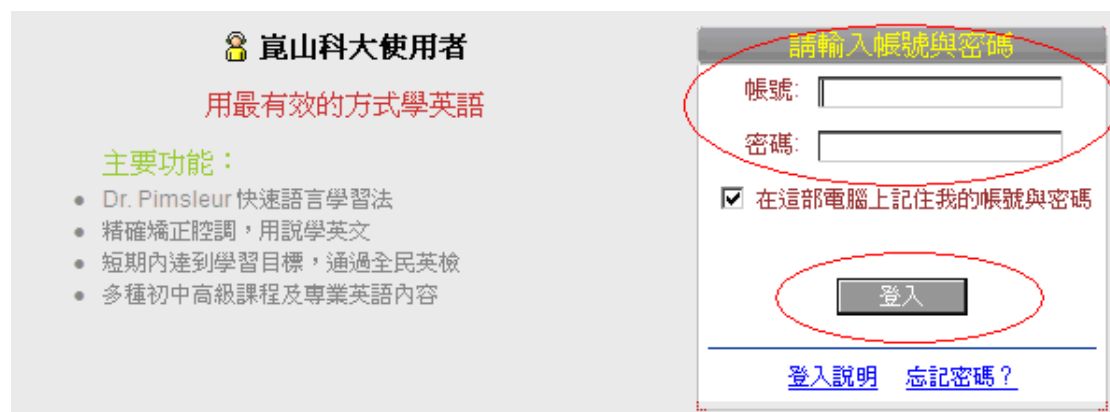 崑山科大使用者
用最有效的方式學英語
主要功能：
Dr. Pimsleur 快速語言學習法
精確矯正腔調，用說學英文
短期內達到學習目標，通過全民英檢
多種初中高級課程及專業英語內容
請輸入帳號與密碼
帳號:
密碼:
在這部電腦上記住我的帳號與密碼
登入
登入說明 忘記密碼？